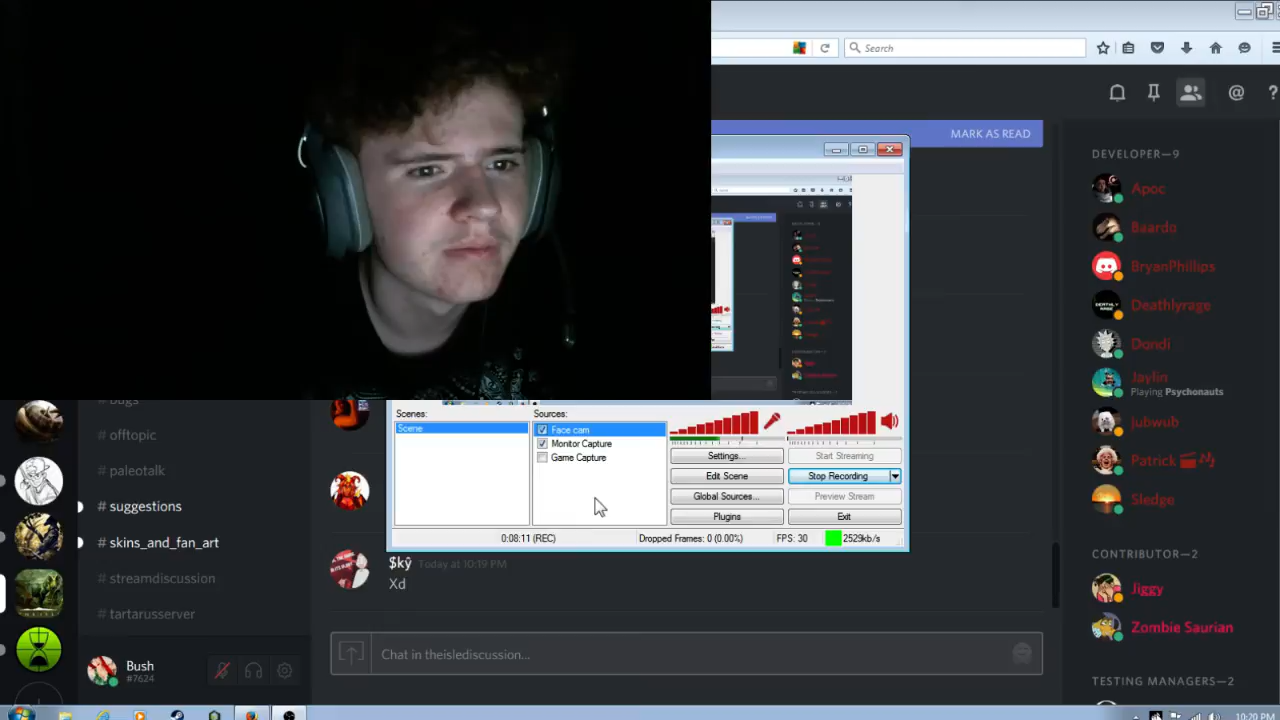 Search
MARK AS READ
DEVELOPER—9
Apoc
Baardo
BryanPhillips
Deathlyrage
Dondi
Jaylin
Playing Psychonauts
Jubwub
Patrick
Sledge
CONTRIBUTOR—2
Jiggy
Zombie Saurian
TESTING MANAGERS—2
bugs
# offtopic
# paleotalk
# suggestions
# skins_and_fan_art
# streamdiscussion
# tartarusserver
Bush
#7624
Scenes:
Scene
Sources:
Face cam
Monitor Capture
Game Capture
Settings...
Start Streaming
Edit Scene
Stop Recording
Global Sources...
Preview Stream
Plugins
Exit
0:08:11 (REC)
Dropped Frames: 0 (0.00%)
FPS: 30
2529kb/s
$kŷ Today at 10:19 PM
Xd
Chat in theislediscussion...
10:20 PM